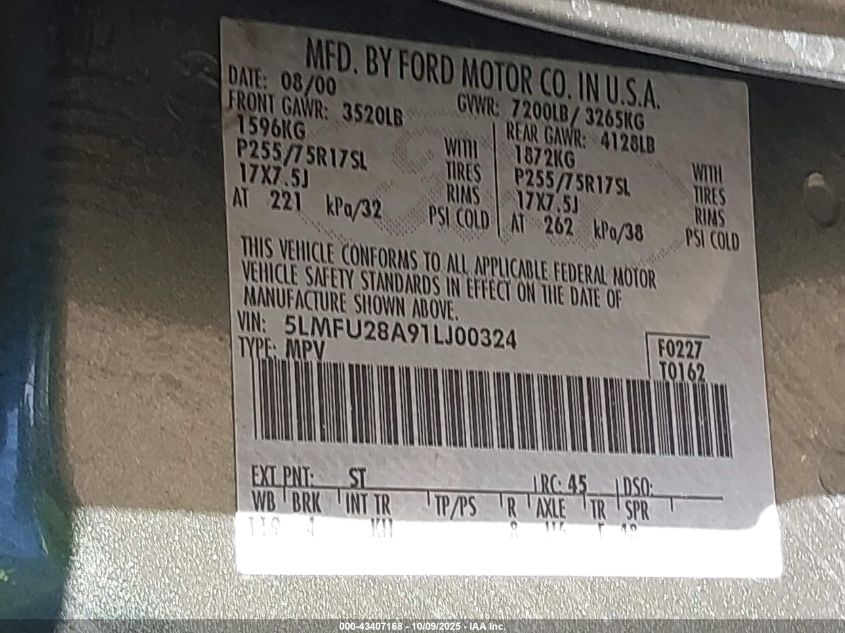 MFD. BY FORD MOTOR CO. IN U.S.A.
DATE: 08/00 GVWR: 7200LB/ 3265KG
FRONT GAWR: 3520LB REAR GAWR: 4128LB
1596KG WITH 1872KG WITH
P255/75R17SL TIRES P255/75R17SL TIRES
17X7.5J RIMS 17X7.5J RIMS
AT 221 kPa/32 PSI COLD AT 262 kPa/38 PSI COLD
THIS VEHICLE CONFORMS TO ALL APPLICABLE FEDERAL MOTOR
VEHICLE SAFETY STANDARDS IN EFFECT ON THE DATE OF
MANUFACTURE SHOWN ABOVE.
VIN: 5LMFU28A91LJ00324
TYPE: MPV F0227
T0162
EXT PNT: ST RC: 45 DSO:
WB BRK INT TR TP/PS R AXLE TR SPR
000-43407168 - 10/09/2025 - IAA Inc.